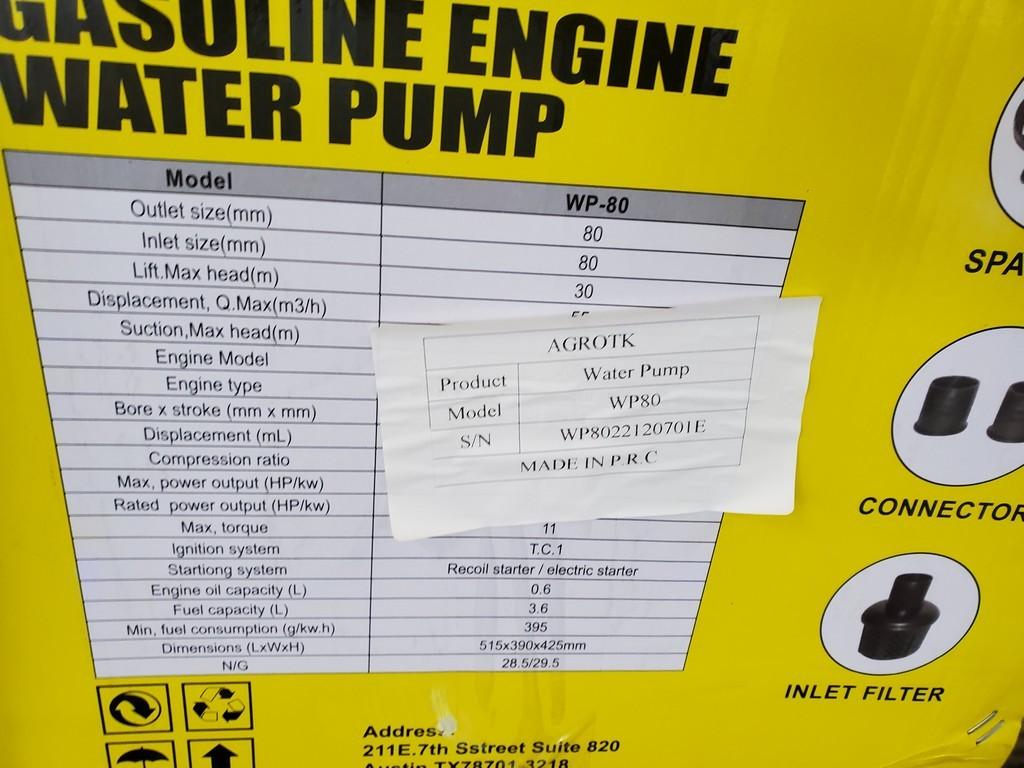 GASOLINE ENGINE
WATER PUMP
Model WP-80
Outlet size(mm) 80
Inlet size(mm) 80
Lift.Max head(m) 30
Displacement, Q.Max(m3/h)
Suction,Max head(m)
Engine Model
Engine type
Bore x stroke (mm x mm)
Displacement (mL)
Compression ratio
Max, power output (HP/kw)
Rated power output (HP/kw)
Max, torque 11
Ignition system T.C.1
Startiong system Recoil starter / electric starter
Engine oil capacity (L) 0.6
Fuel capacity (L) 3.6
Min, fuel consumption (g/kw.h) 395
Dimensions (LxWxH) 515x390x425mm
N/G 28.5/29.5
AGROTK
Product Water Pump
Model WP80
S/N WP8022120701E
MADE IN P.R.C
SPA
CONNECTOR
INLET FILTER
Address:
211E.7th Sstreet Suite 820
Austin TX78701-3218